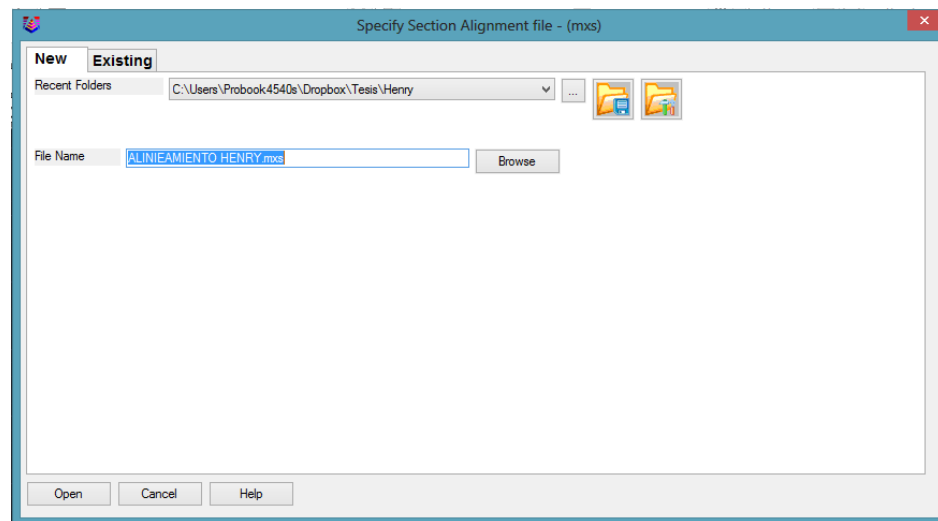 Specify Section Alignment file - (mxs)
New Existing
Recent Folders C:\Users\Probook4540s\Dropbox\Tesis\Henry ...
File Name ALINIEAMIENTO HENRY.mxs Browse
Open Cancel Help